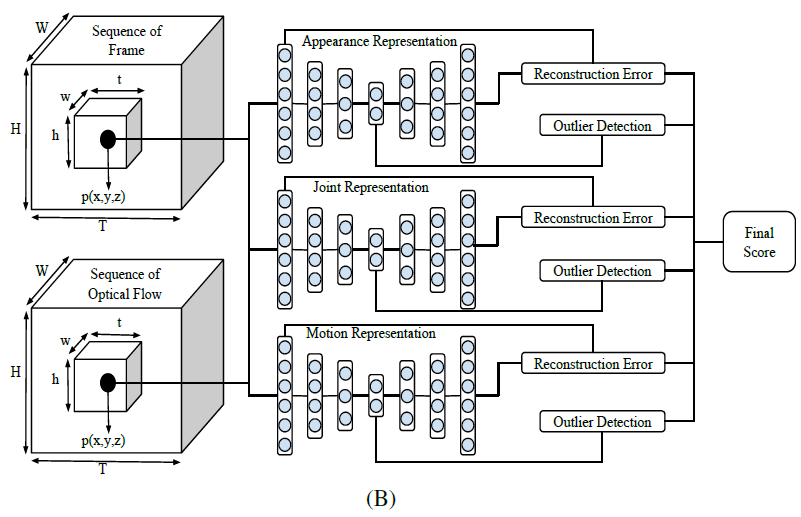 W
Sequence of
Frame
t
w
H
h
p(x,y,z)
T
W
Sequence of
Optical Flow
t
w
H
h
p(x,y,z)
T
Appearance Representation
Reconstruction Error
Outlier Detection
Joint Representation
Reconstruction Error
Outlier Detection
Motion Representation
Reconstruction Error
Outlier Detection
Final
Score
(B)